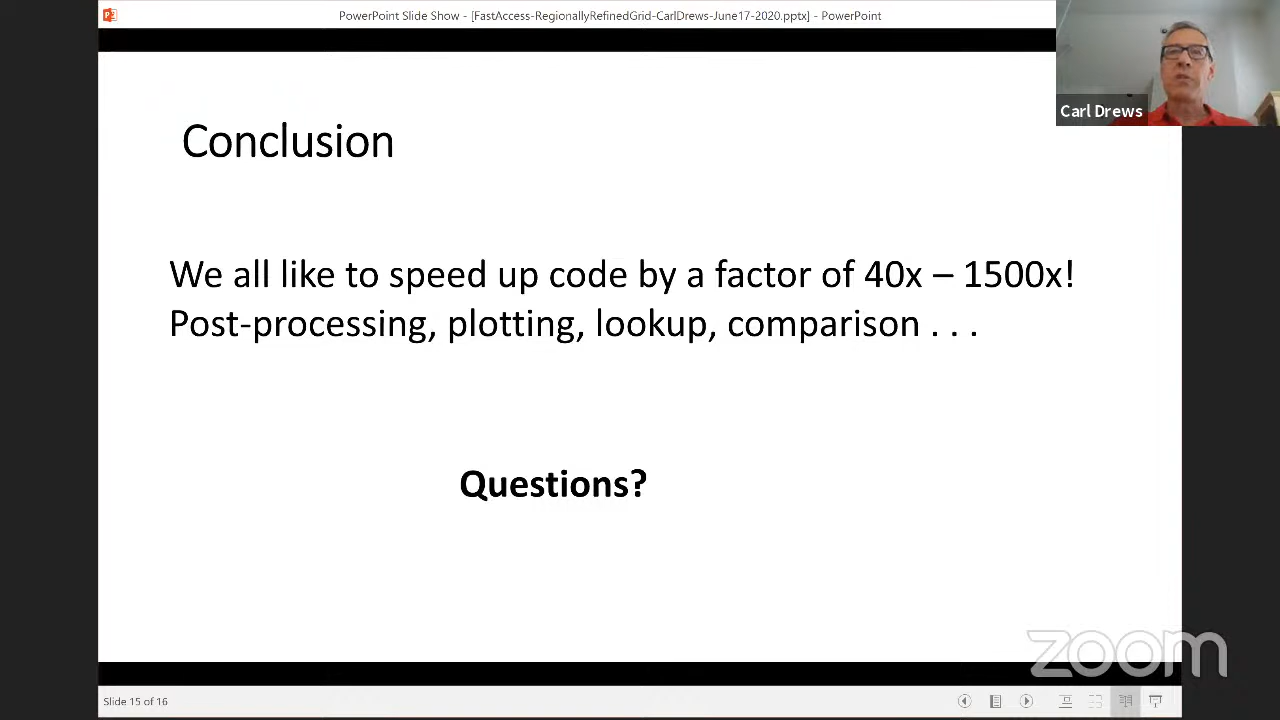 PowerPoint Slide Show - [FastAccess-RegionallyRefinedGrid-CarlDrews-June17-2020.pptx] - PowerPoint
Carl Drews
Conclusion
We all like to speed up code by a factor of 40x – 1500x!
Post-processing, plotting, lookup, comparison . . .
Questions?
zoom
Slide 15 of 16